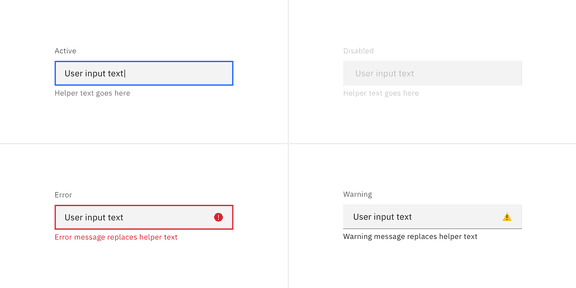 Active
User input text
Helper text goes here
Disabled
User input text
Helper text goes here
Error
User input text
Error message replaces helper text
Warning
User input text
Warning message replaces helper text